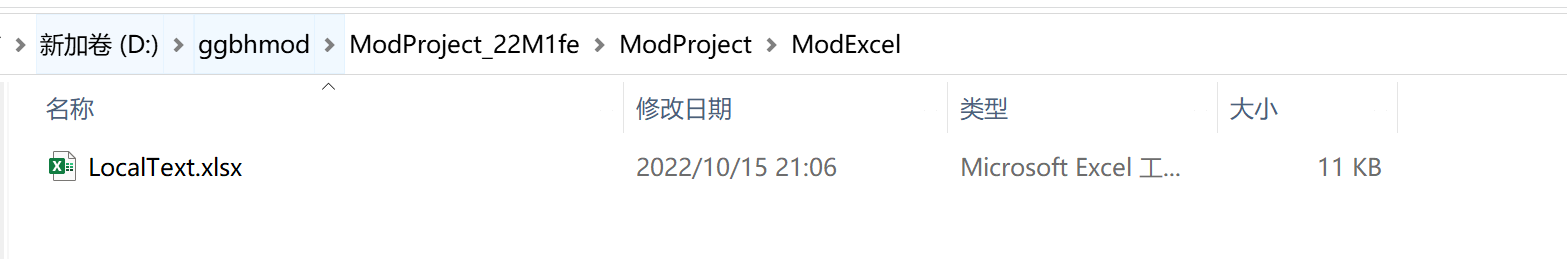 新加卷 (D:) ggbhmod ModProject_22M1fe ModProject ModExcel
名称 修改日期 类型 大小
LocalText.xlsx 2022/10/15 21:06 Microsoft Excel 工... 11 KB